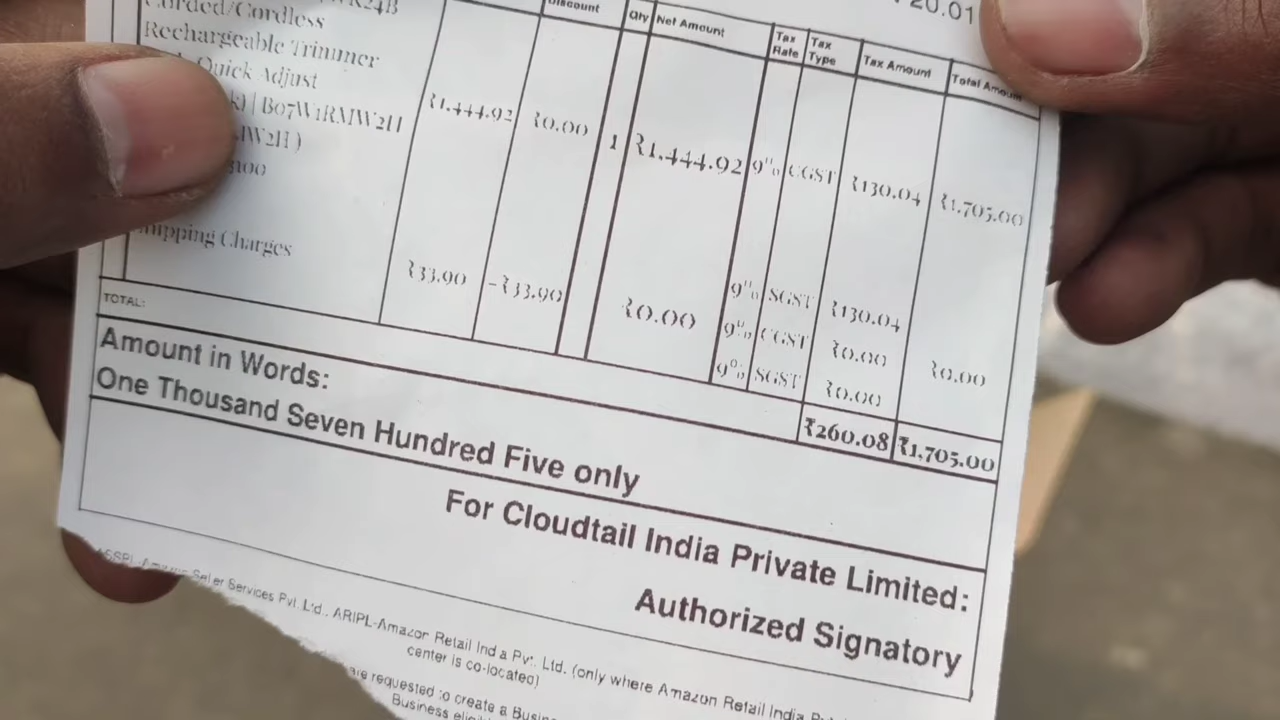 20.01
Discount Qty Net Amount Tax Rate Tax Type Tax Amount Total Amount
Corded/Cordless
Rechargeable Trimmer
Quick Adjust
| B07W1RMW2H
₹1,444.92 ₹0.00 1 ₹1,444.92 9% CGST ₹130.04 ₹1,705.00
MW2H )
3100
9% SGST ₹130.04
Shipping Charges
₹33.90 -₹33.90 ₹0.00 9% CGST ₹0.00 ₹0.00
9% SGST ₹0.00
TOTAL: ₹260.08 ₹1,705.00
Amount in Words:
One Thousand Seven Hundred Five only
For Cloudtail India Private Limited:
Authorized Signatory
ASSPL-Amazon Seller Services Pvt. Ltd., ARIPL-Amazon Retail India Pvt. Ltd. (only where Amazon Retail India
center is co-located)
are requested to create a
Business